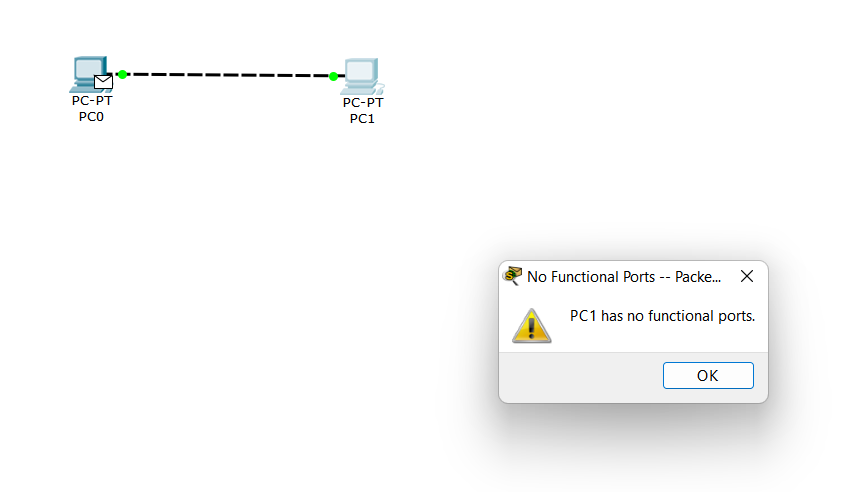 PC-PT
PC0
PC-PT
PC1
No Functional Ports -- Packe...
PC1 has no functional ports.
OK